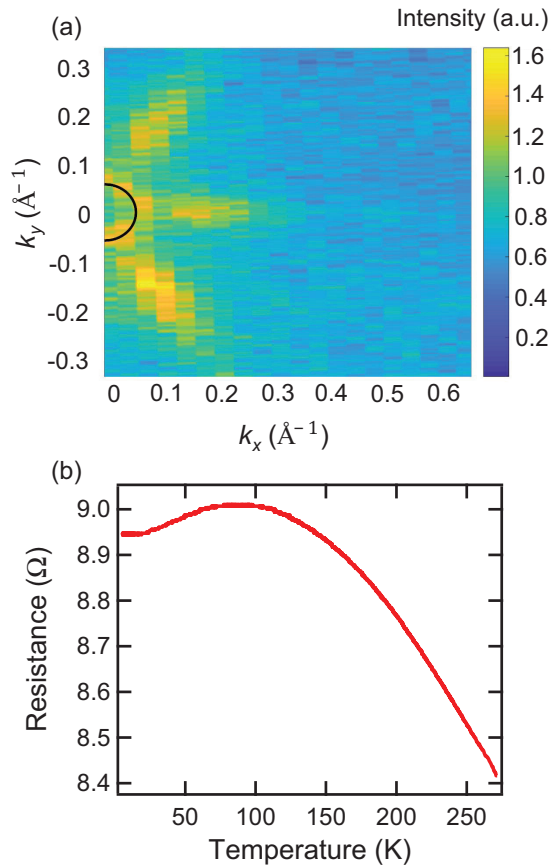 (a)
Intensity (a.u.)
1.6
1.4
1.2
1.0
0.8
0.6
0.4
0.2
0.3
0.2
0.1
0
-0.1
-0.2
-0.3
k_y (Å⁻¹)
0 0.1 0.2 0.3 0.4 0.5 0.6
k_x (Å⁻¹)
(b)
9.0
8.9
8.8
8.7
8.6
8.5
8.4
Resistance (Ω)
50 100 150 200 250
Temperature (K)